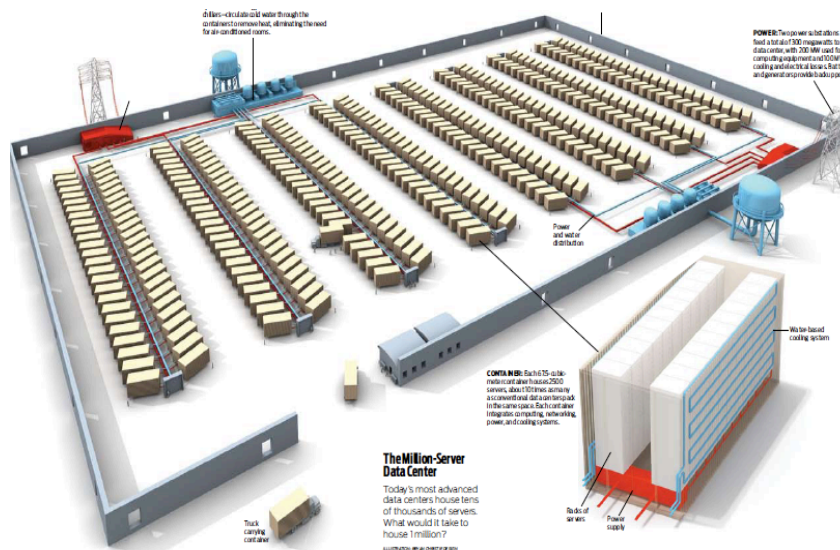 chillers—circulate cold water through the
containers to remove heat, eliminating the need
for air-conditioned rooms.
POWER: Two power substations
feed a total of 300 megawatts to
data center, with 200 MW used fo
computing equipment and 100 MW
cooling and electrical losses. Batt
and generators provide backup po
Power
and water
distribution
Water-based
cooling system
CONTAINER: Each 67.5-cubic-
meter container houses 2500
servers, about 10 times as many
as conventional data centers pack
in the same space. Each container
integrates computing, networking,
power, and cooling systems.
The Million-Server
Data Center
Today's most advanced
data centers house tens
of thousands of servers.
What would it take to
house 1 million?
Racks of
servers
Power
supply
Truck
carrying
container